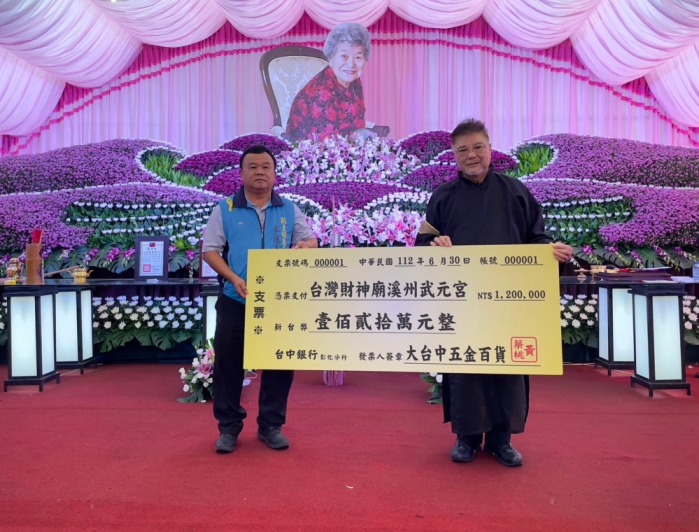 支票號碼 000001 中華民國 112 年 6 月 30 日 帳號 000001
※支票※
憑票支付 台灣財神廟溪州武元宮 NT$ 1,200,000
新台幣 壹佰貳拾萬元整
台中銀行 彰化分行 發票人簽章 大台中五金百貨
黃榮桃